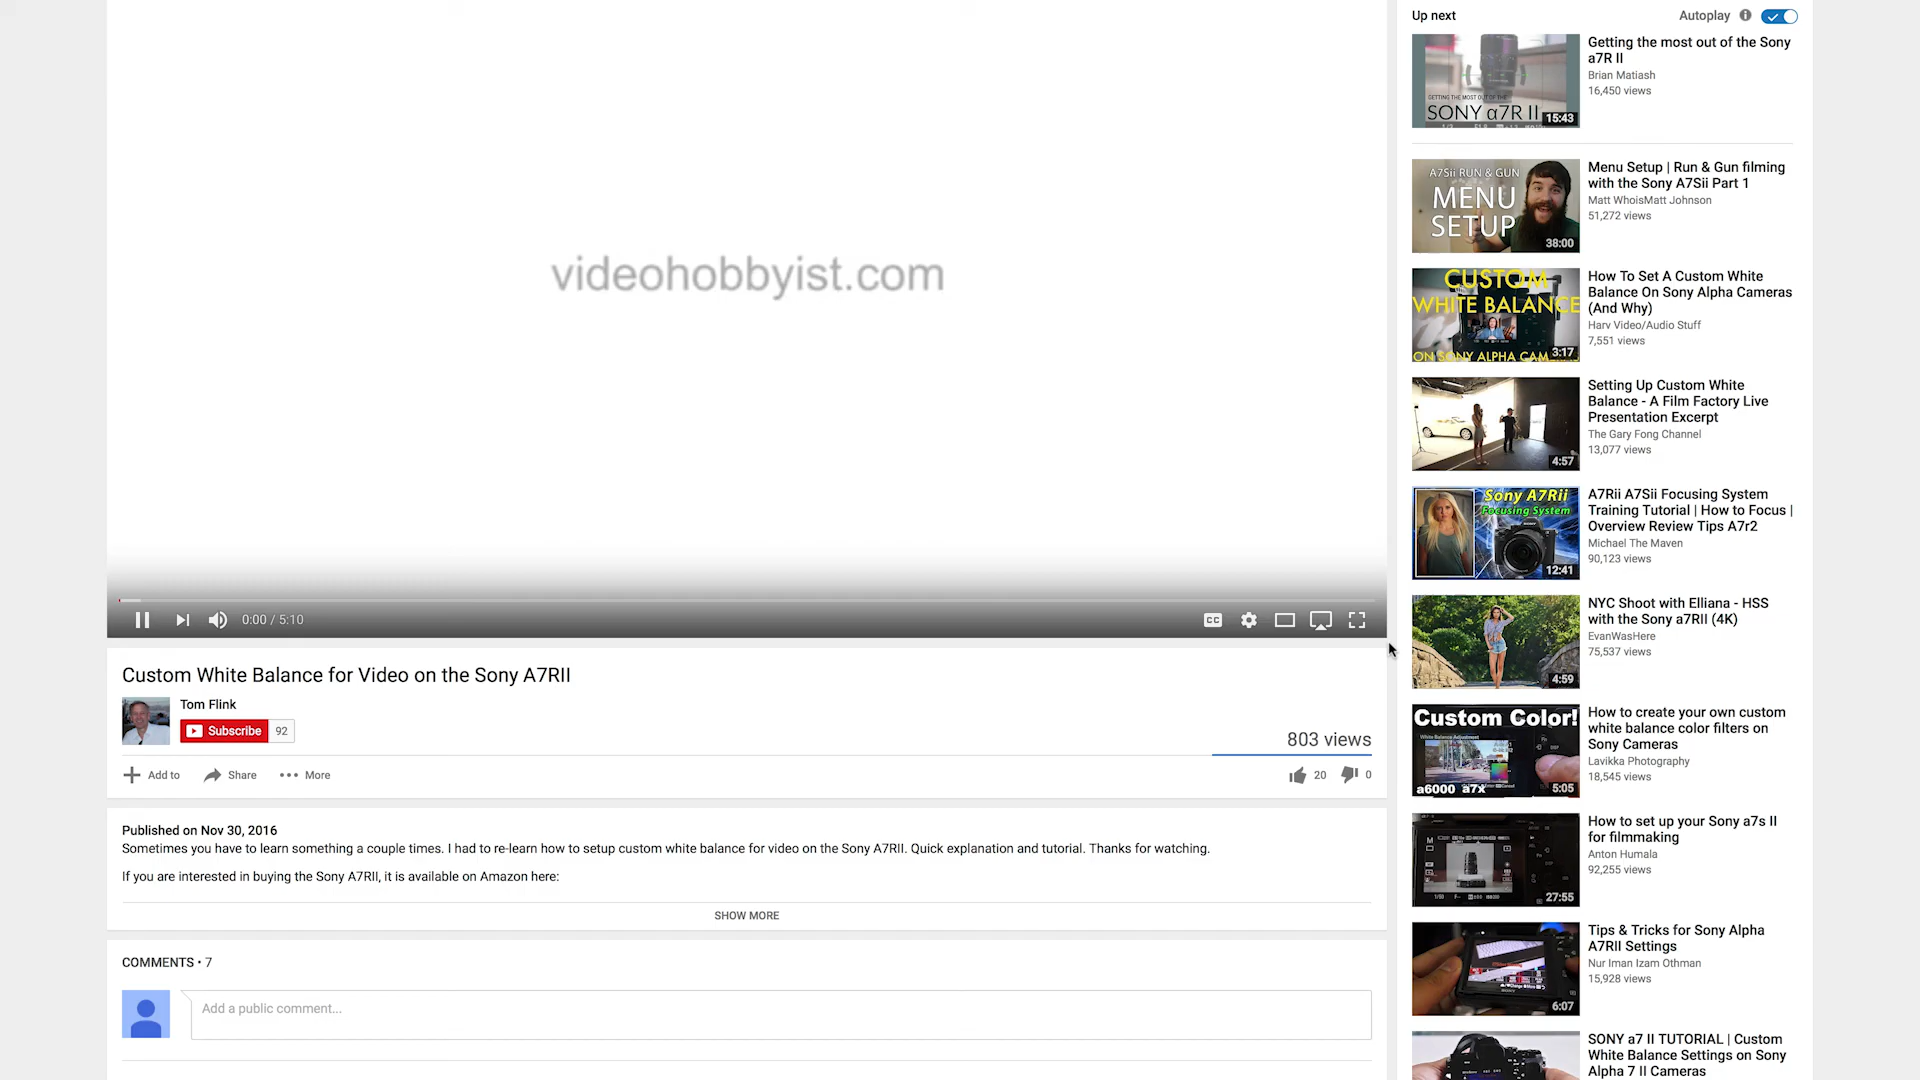 videohobbyist.com
0:00 / 5:10
CC
Custom White Balance for Video on the Sony A7RII
Tom Flink
Subscribe 92
803 views
Add to Share More
20 0
Published on Nov 30, 2016
Sometimes you have to learn something a couple times. I had to re-learn how to setup custom white balance for video on the Sony A7RII. Quick explanation and tutorial. Thanks for watching.
If you are interested in buying the Sony A7RII, it is available on Amazon here:
SHOW MORE
COMMENTS • 7
Add a public comment...
Up next
Autoplay
GETTING THE MOST OUT OF THE
SONY α7R II
15:43
Getting the most out of the Sony
a7R II
Brian Matiash
16,450 views
A7Sii RUN & GUN
MENU
SETUP
38:00
Menu Setup | Run & Gun filming
with the Sony A7Sii Part 1
Matt WhoisMatt Johnson
51,272 views
CUSTOM
WHITE BALANCE
ON SONY ALPHA CAM
3:17
How To Set A Custom White
Balance On Sony Alpha Cameras
(And Why)
Harv Video/Audio Stuff
7,551 views
4:57
Setting Up Custom White
Balance - A Film Factory Live
Presentation Excerpt
The Gary Fong Channel
13,077 views
Sony A7Rii
Focusing System
12:41
A7Rii A7Sii Focusing System
Training Tutorial | How to Focus |
Overview Review Tips A7r2
Michael The Maven
90,123 views
4:59
NYC Shoot with Elliana - HSS
with the Sony a7RII (4K)
EvanWasHere
75,537 views
Custom Color!
White Balance Adjustment
a6000 a7x
5:05
How to create your own custom
white balance color filters on
Sony Cameras
Lavikka Photography
18,545 views
27:55
How to set up your Sony a7s II
for filmmaking
Anton Humala
92,255 views
6:07
Tips & Tricks for Sony Alpha
A7RII Settings
Nur Iman Izam Othman
15,928 views
SONY a7 II TUTORIAL | Custom
White Balance Settings on Sony
Alpha 7 II Cameras